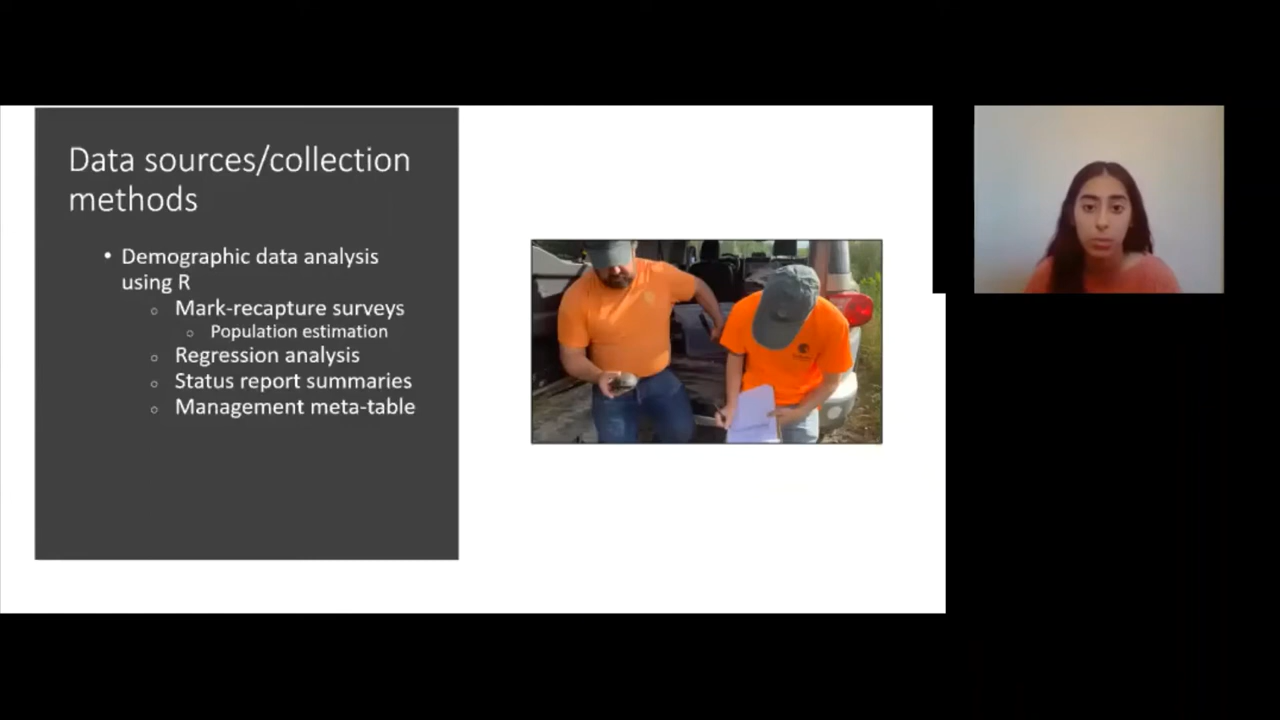 Data sources/collection
methods
• Demographic data analysis
using R
○ Mark-recapture surveys
○ Population estimation
○ Regression analysis
○ Status report summaries
○ Management meta-table